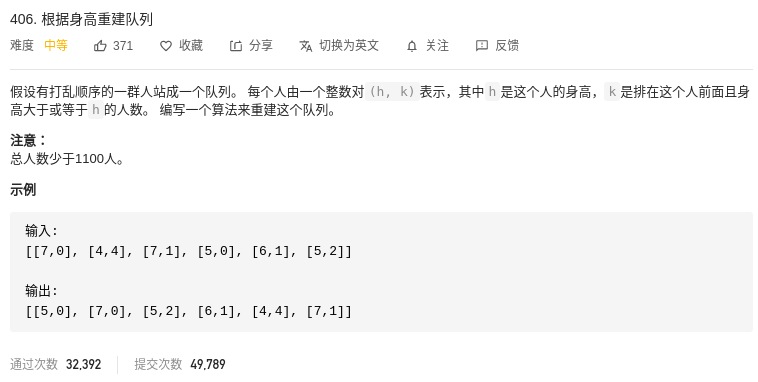 406. 根据身高重建队列
难度 中等 371 收藏 分享 切换为英文 关注 反馈
假设有打乱顺序的一群人站成一个队列。 每个人由一个整数对 (h, k) 表示，其中 h 是这个人的身高， k 是排在这个人前面且身
高大于或等于 h 的人数。 编写一个算法来重建这个队列。
注意：
总人数少于1100人。
示例
输入:
[[7,0], [4,4], [7,1], [5,0], [6,1], [5,2]]
输出:
[[5,0], [7,0], [5,2], [6,1], [4,4], [7,1]]
通过次数 32,392 提交次数 49,789